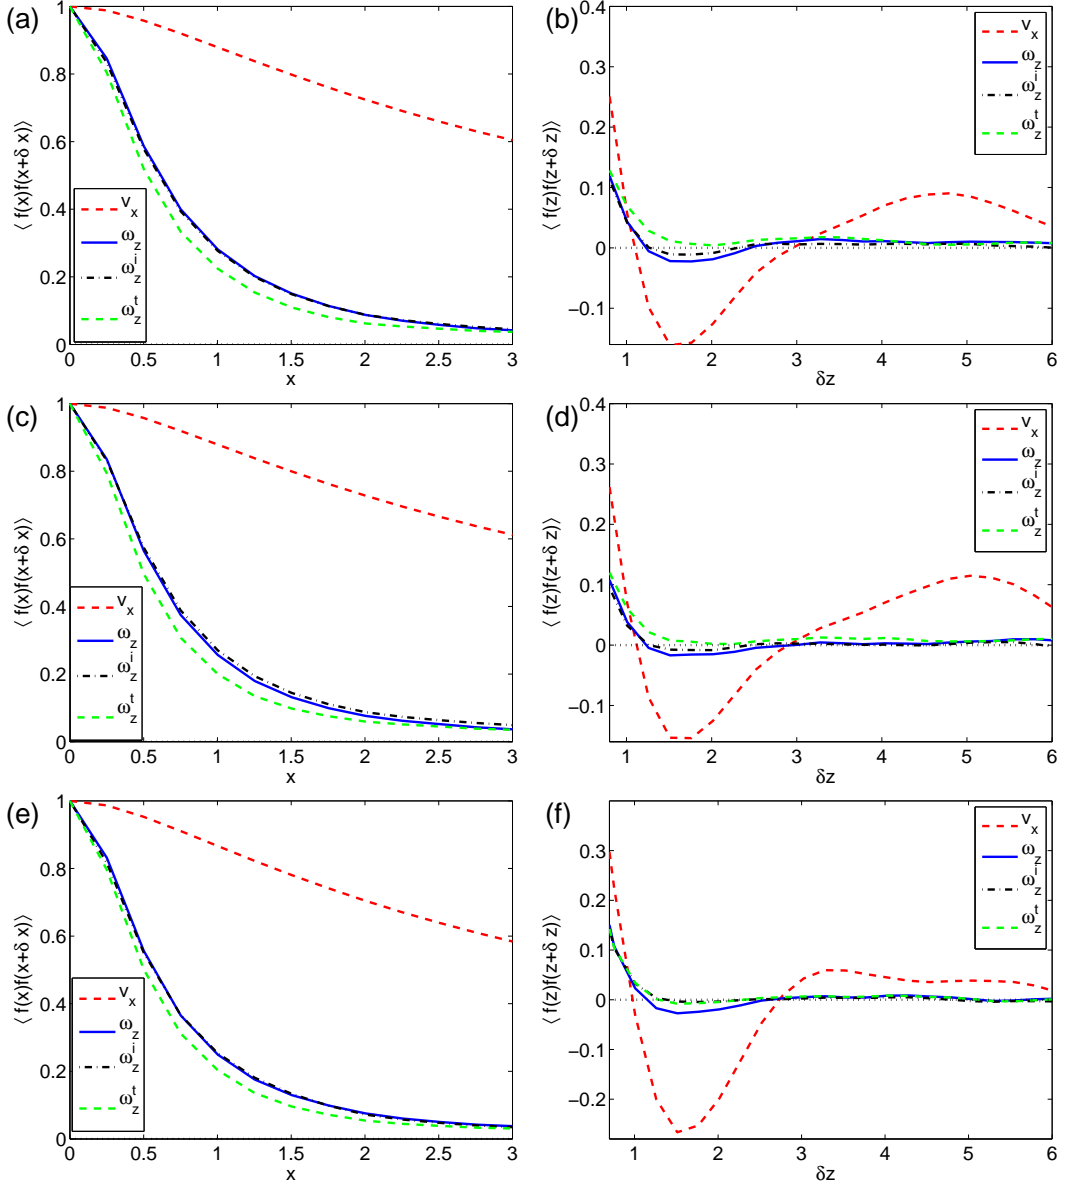 (a)
1
0.8
0.6
0.4
0.2
0
⟨ f(x)f(x+δ x)⟩
v_x
ω_z
ω_z^i
ω_z^t
0 0.5 1 1.5 2 2.5 3
x
(b)
0.4
0.3
0.2
0.1
0
−0.1
⟨ f(z)f(z+δ z)⟩
v_x
ω_z
ω_z^i
ω_z^t
1 2 3 4 5 6
δz
(c)
1
0.8
0.6
0.4
0.2
0
⟨ f(x)f(x+δ x)⟩
v_x
ω_z
ω_z^i
ω_z^t
0 0.5 1 1.5 2 2.5 3
x
(d)
0.4
0.3
0.2
0.1
0
−0.1
⟨ f(z)f(z+δ z)⟩
v_x
ω_z
ω_z^i
ω_z^t
1 2 3 4 5 6
δz
(e)
1
0.8
0.6
0.4
0.2
0
⟨ f(x)f(x+δ x)⟩
v_x
ω_z
ω_z^i
ω_z^t
0 0.5 1 1.5 2 2.5 3
x
(f)
0.3
0.2
0.1
0
−0.1
−0.2
⟨ f(z)f(z+δ z)⟩
v_x
ω_z
ω_z^i
ω_z^t
1 2 3 4 5 6
δz